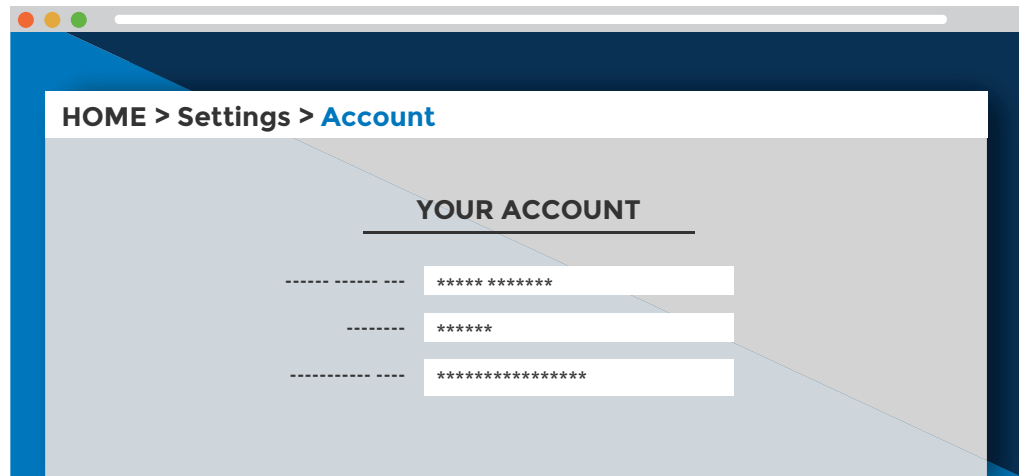 HOME > Settings > Account
YOUR ACCOUNT
------ ------ --- ***** *******
-------- ******
----------- ---- ****************